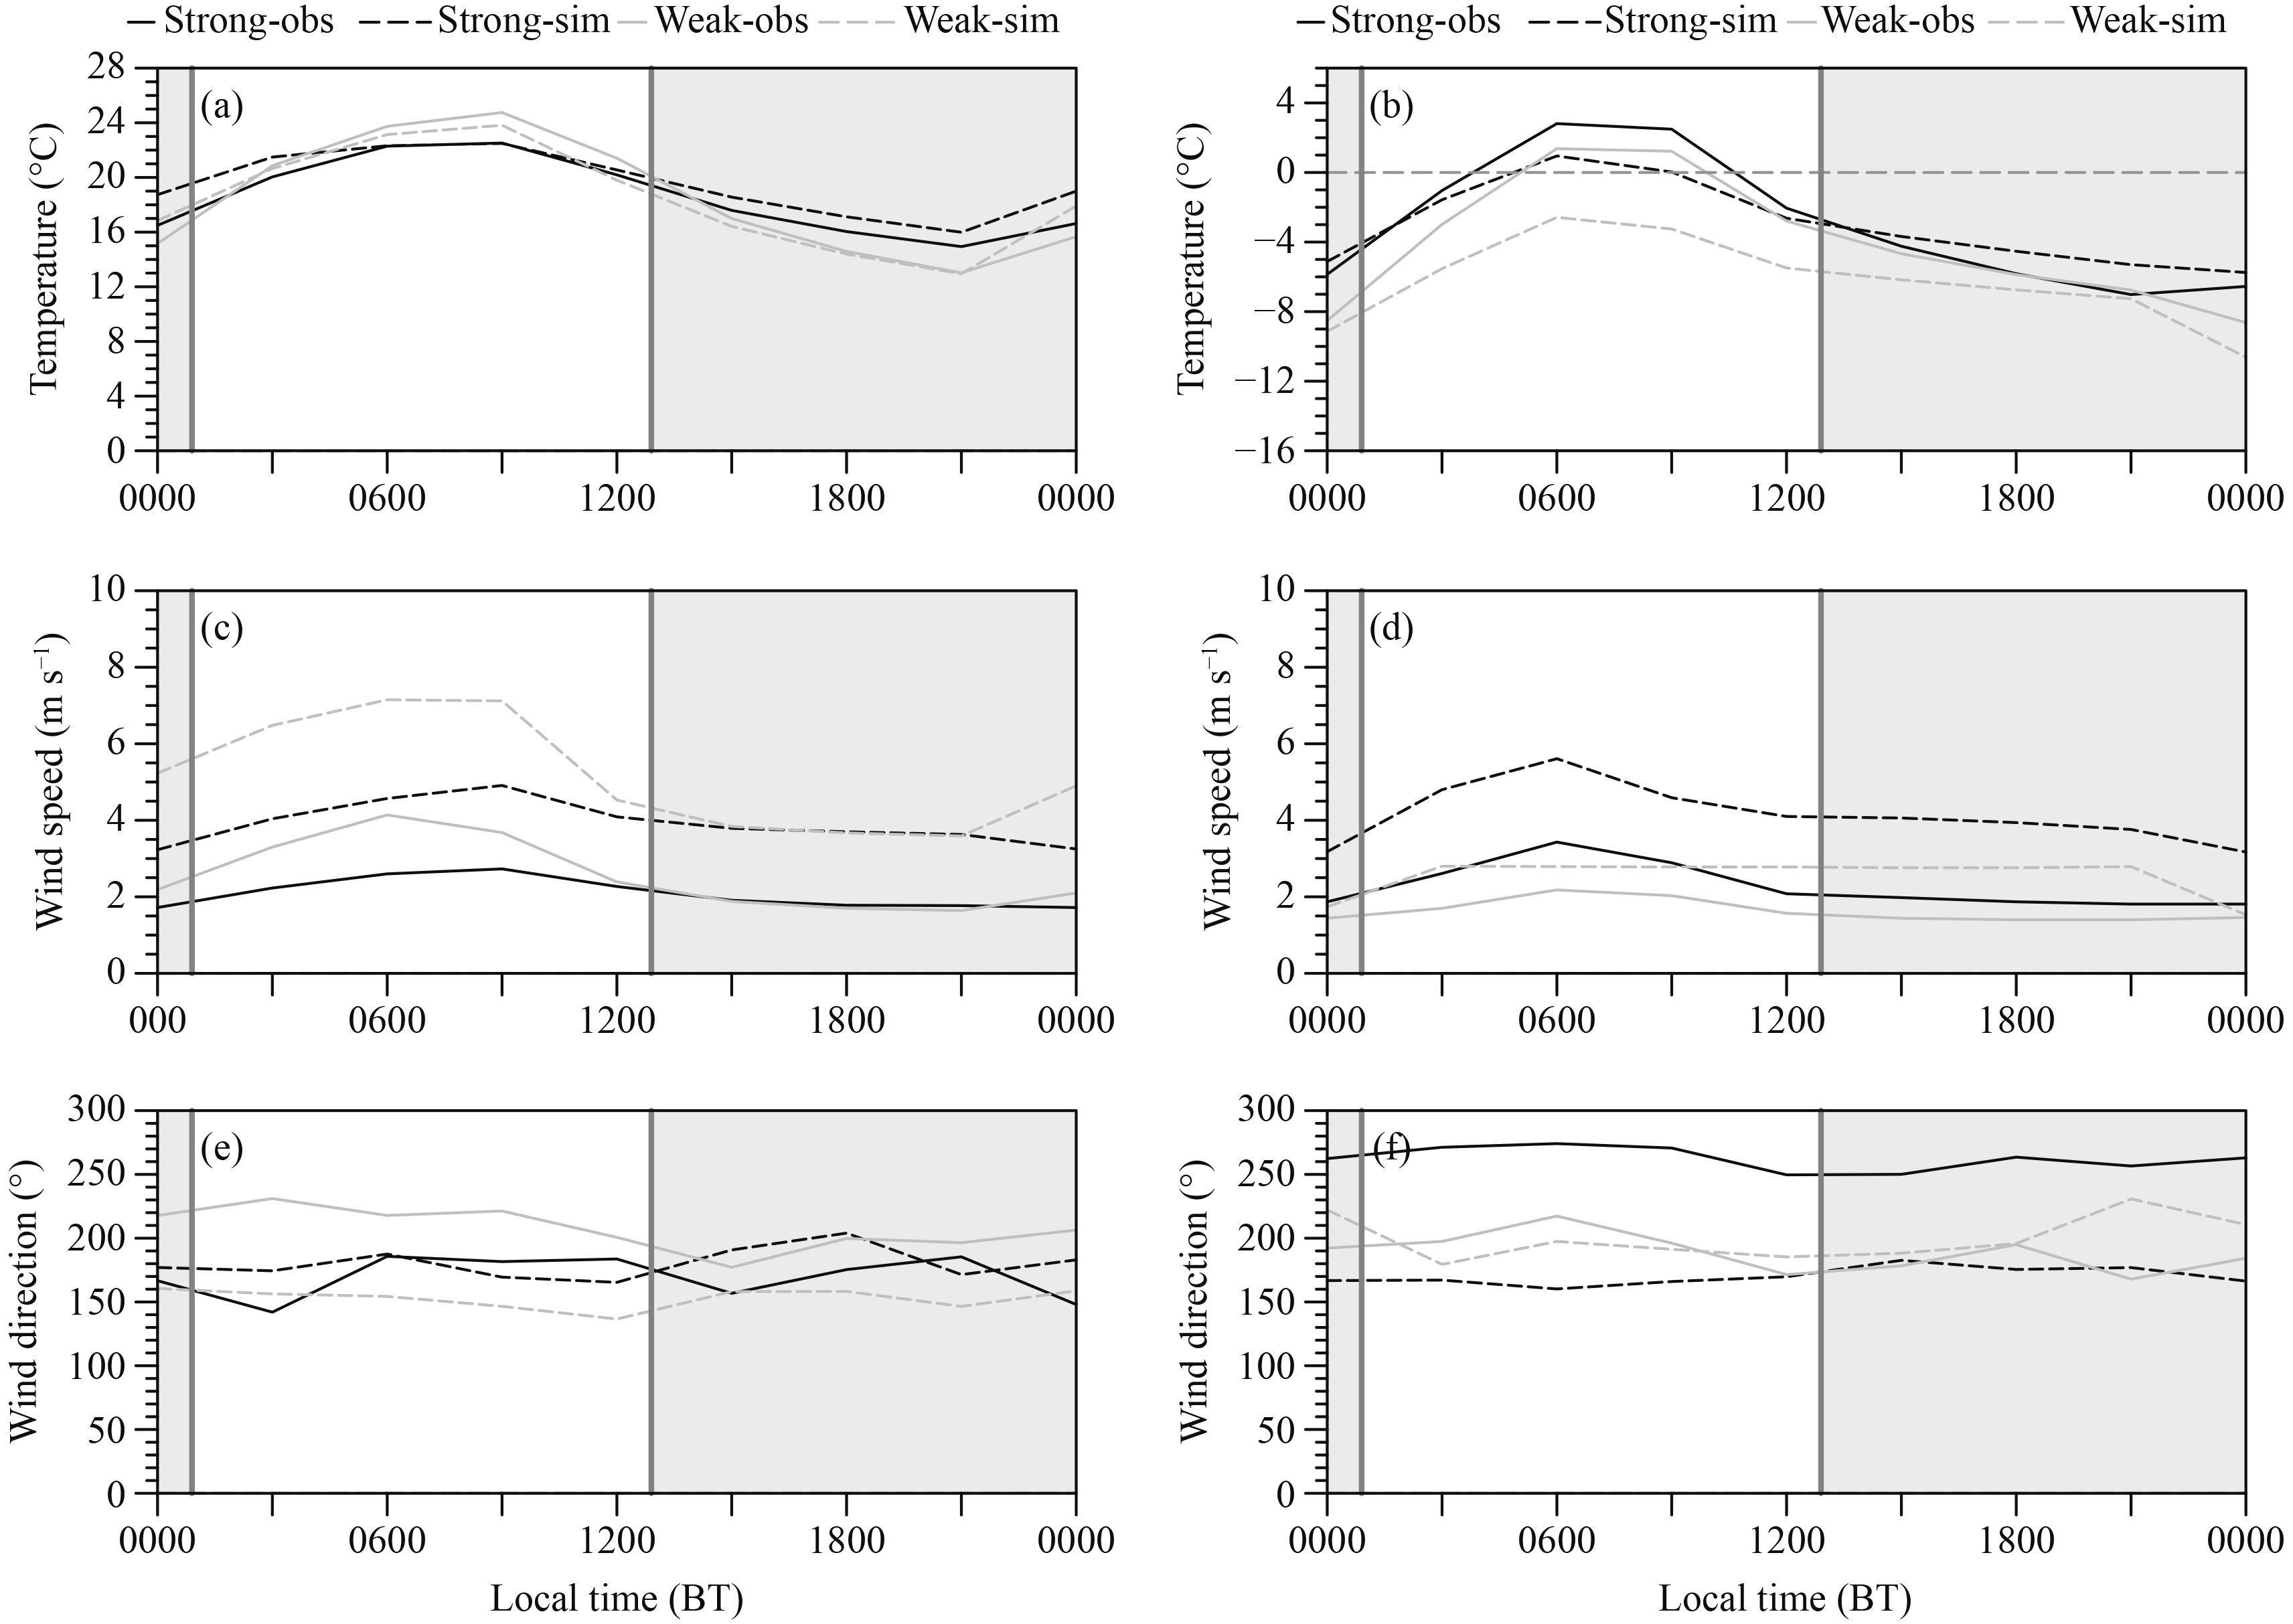 Strong-obs Strong-sim Weak-obs Weak-sim
Strong-obs Strong-sim Weak-obs Weak-sim
(a)
Temperature (°C)
28
24
20
16
12
8
4
0
0000 0600 1200 1800 0000
(b)
Temperature (°C)
4
0
−4
−8
−12
−16
0000 0600 1200 1800 0000
(c)
Wind speed (m s⁻¹)
10
8
6
4
2
0
000 0600 1200 1800 0000
(d)
Wind speed (m s⁻¹)
10
8
6
4
2
0
0000 0600 1200 1800 0000
(e)
Wind direction (°)
300
250
200
150
100
50
0
0000 0600 1200 1800 0000
Local time (BT)
(f)
Wind direction (°)
300
250
200
150
100
50
0
0000 0600 1200 1800 0000
Local time (BT)